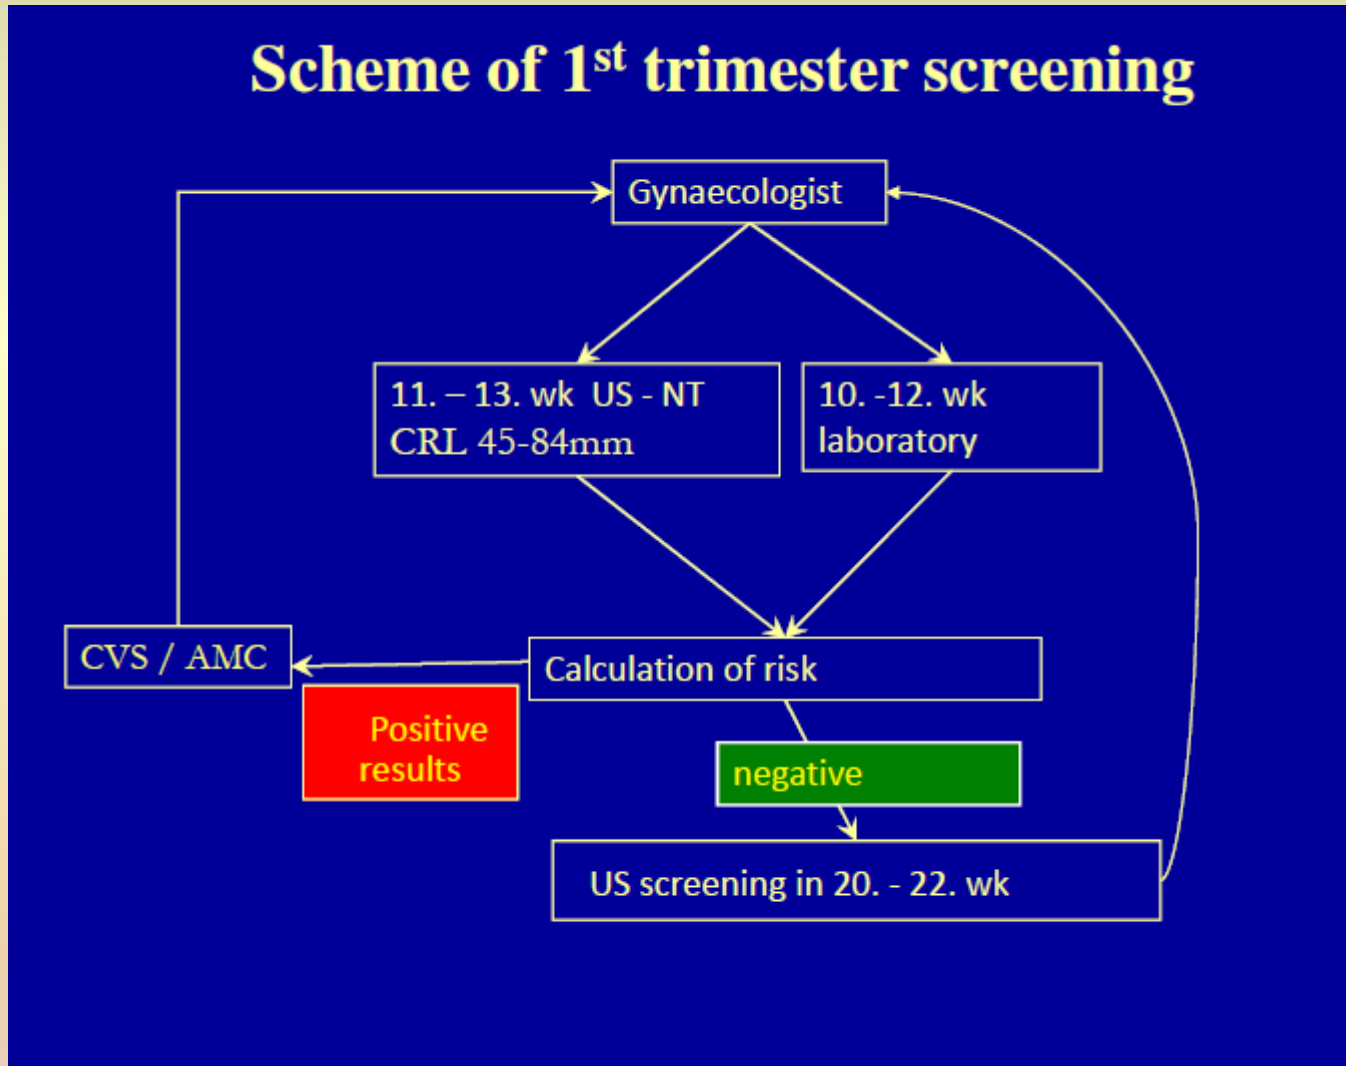 Scheme of 1st trimester screening
Gynaecologist
11. – 13. wk  US - NT
CRL 45-84mm
10. -12. wk
laboratory
CVS / AMC
Calculation of risk
Positive
results
negative
US screening in 20. - 22. wk